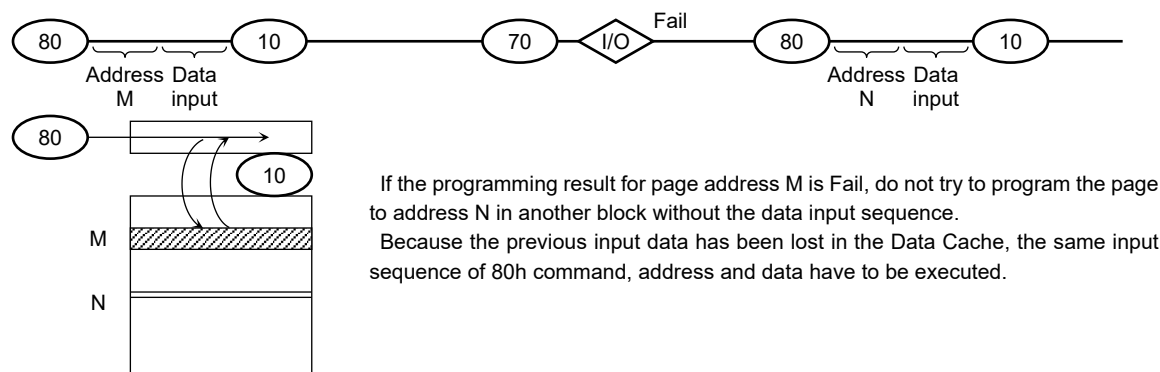 Fail
80 10 70 I/O 80 10
Address Data Address Data
M input N input
80
10
If the programming result for page address M is Fail, do not try to program the page
to address N in another block without the data input sequence.
Because the previous input data has been lost in the Data Cache, the same input
sequence of 80h command, address and data have to be executed.
M
N